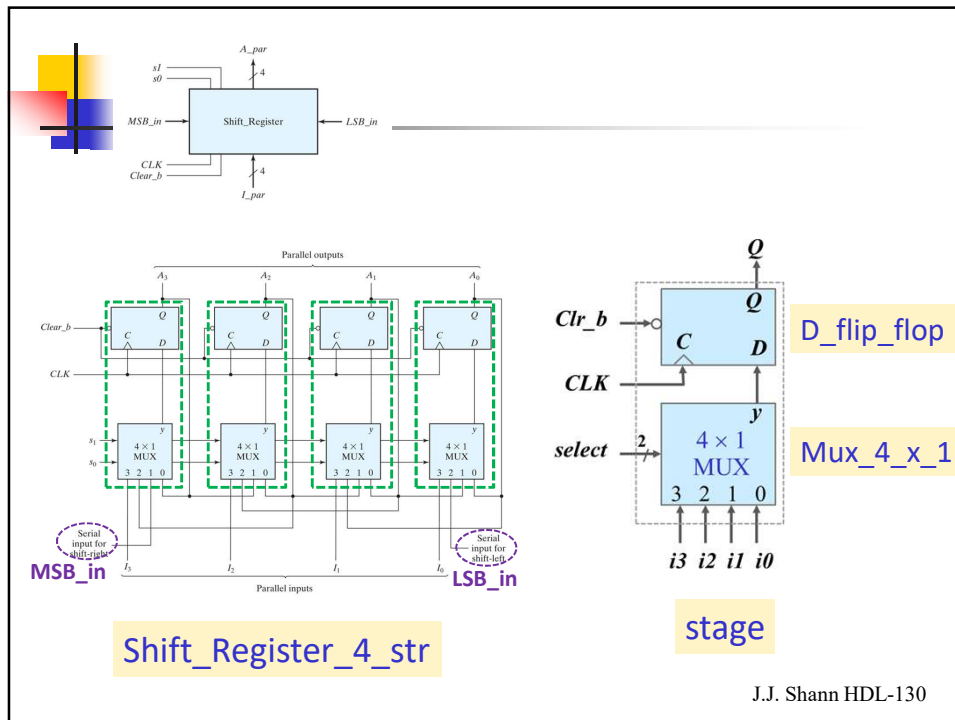 A_par
s1
s0
4
MSB_in
Shift_Register
LSB_in
CLK
Clear_b
4
I_par
Parallel outputs
A3 A2 A1 A0
Clear_b
Q Q Q Q
C D C D C D C D
CLK
y y y y
s1
s0
4 × 1 MUX 4 × 1 MUX 4 × 1 MUX 4 × 1 MUX
3 2 1 0 3 2 1 0 3 2 1 0 3 2 1 0
Serial
input for
shift-right
MSB_in
Serial
input for
shift-left
LSB_in
I3 I2 I1 I0
Parallel inputs
Shift_Register_4_str
Q
Q
Clr_b
C D
CLK
D_flip_flop
y
select
2
4 × 1
MUX
Mux_4_x_1
3 2 1 0
i3 i2 i1 i0
stage
J.J. Shann HDL-130